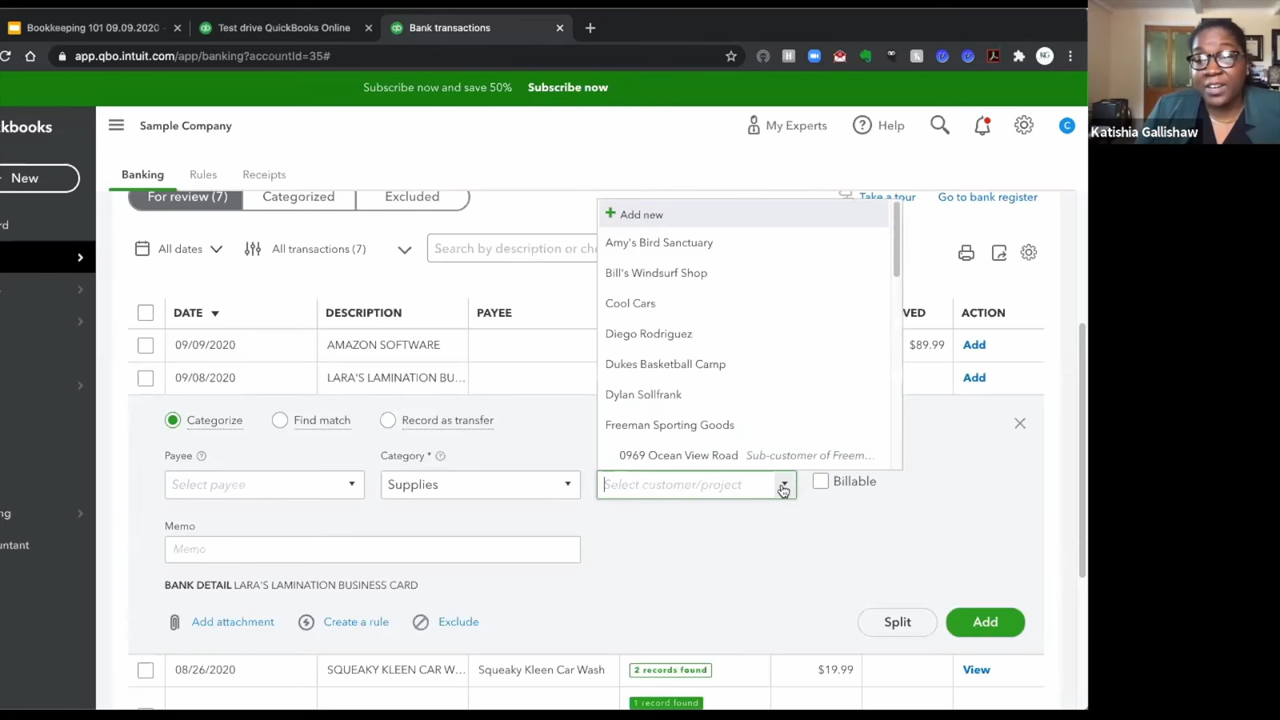 Bookkeeping 101 09.09.2020 -
Test drive QuickBooks Online
Bank transactions
app.qbo.intuit.com/app/banking?accountId=35#
Subscribe now and save 50% Subscribe now
kbooks
Sample Company
My Experts
Help
C
Katishia Gallishaw
New
Banking
Rules
Receipts
For review (7)
Categorized
Excluded
Take a tour
Go to bank register
rd
All dates
All transactions (7)
Search by description or che
+ Add new
Amy's Bird Sanctuary
Bill's Windsurf Shop
Cool Cars
Diego Rodriguez
Dukes Basketball Camp
Dylan Sollfrank
Freeman Sporting Goods
0969 Ocean View Road Sub-customer of Freem...
DATE
DESCRIPTION
PAYEE
VED
ACTION
09/09/2020
AMAZON SOFTWARE
$89.99
Add
09/08/2020
LARA'S LAMINATION BU...
Add
Categorize
Find match
Record as transfer
Payee
Category *
Select payee
Supplies
Select customer/project
Billable
Memo
Memo
ng
untant
BANK DETAIL LARA'S LAMINATION BUSINESS CARD
Add attachment
Create a rule
Exclude
Split
Add
08/26/2020
SQUEAKY KLEEN CAR W...
Squeaky Kleen Car Wash
2 records found
$19.99
View
1 record found